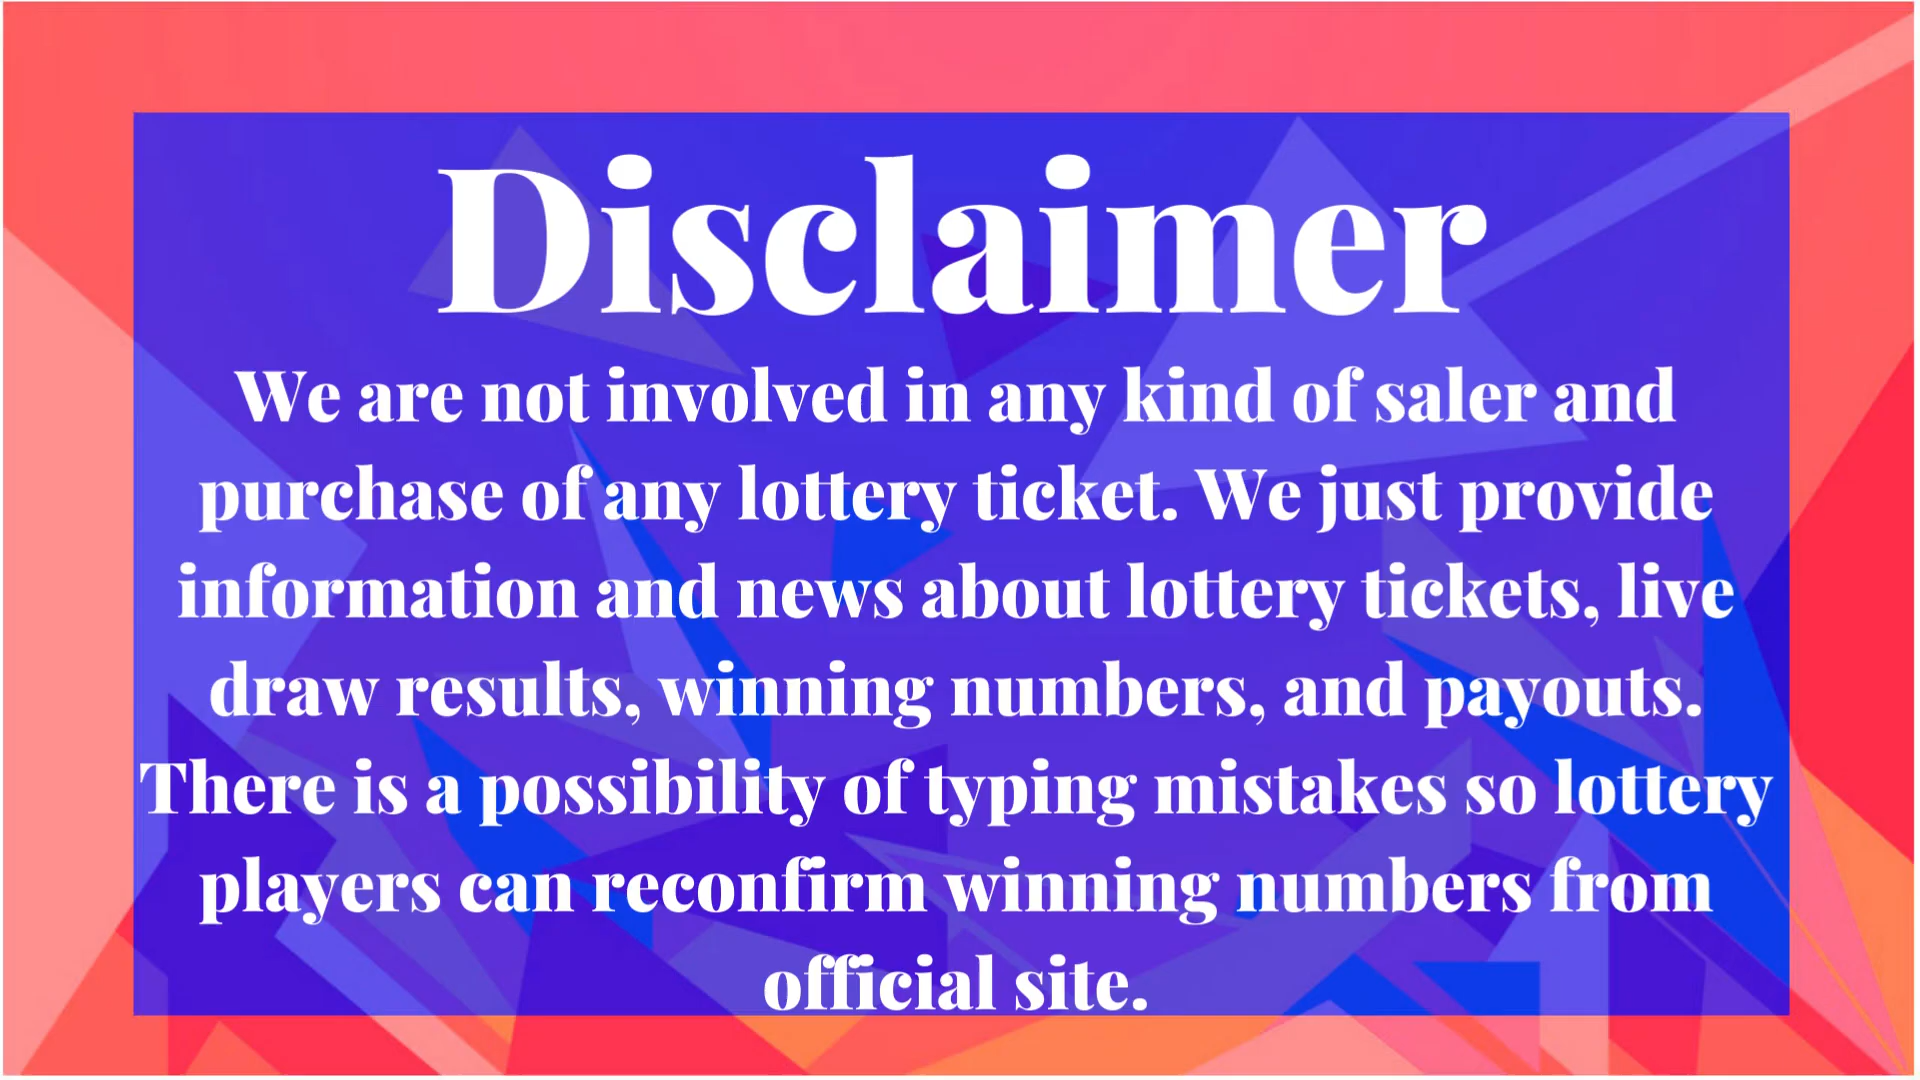 Disclaimer
We are not involved in any kind of saler and
purchase of any lottery ticket. We just provide
information and news about lottery tickets, live
draw results, winning numbers, and payouts.
There is a possibility of typing mistakes so lottery
players can reconfirm winning numbers from
official site.